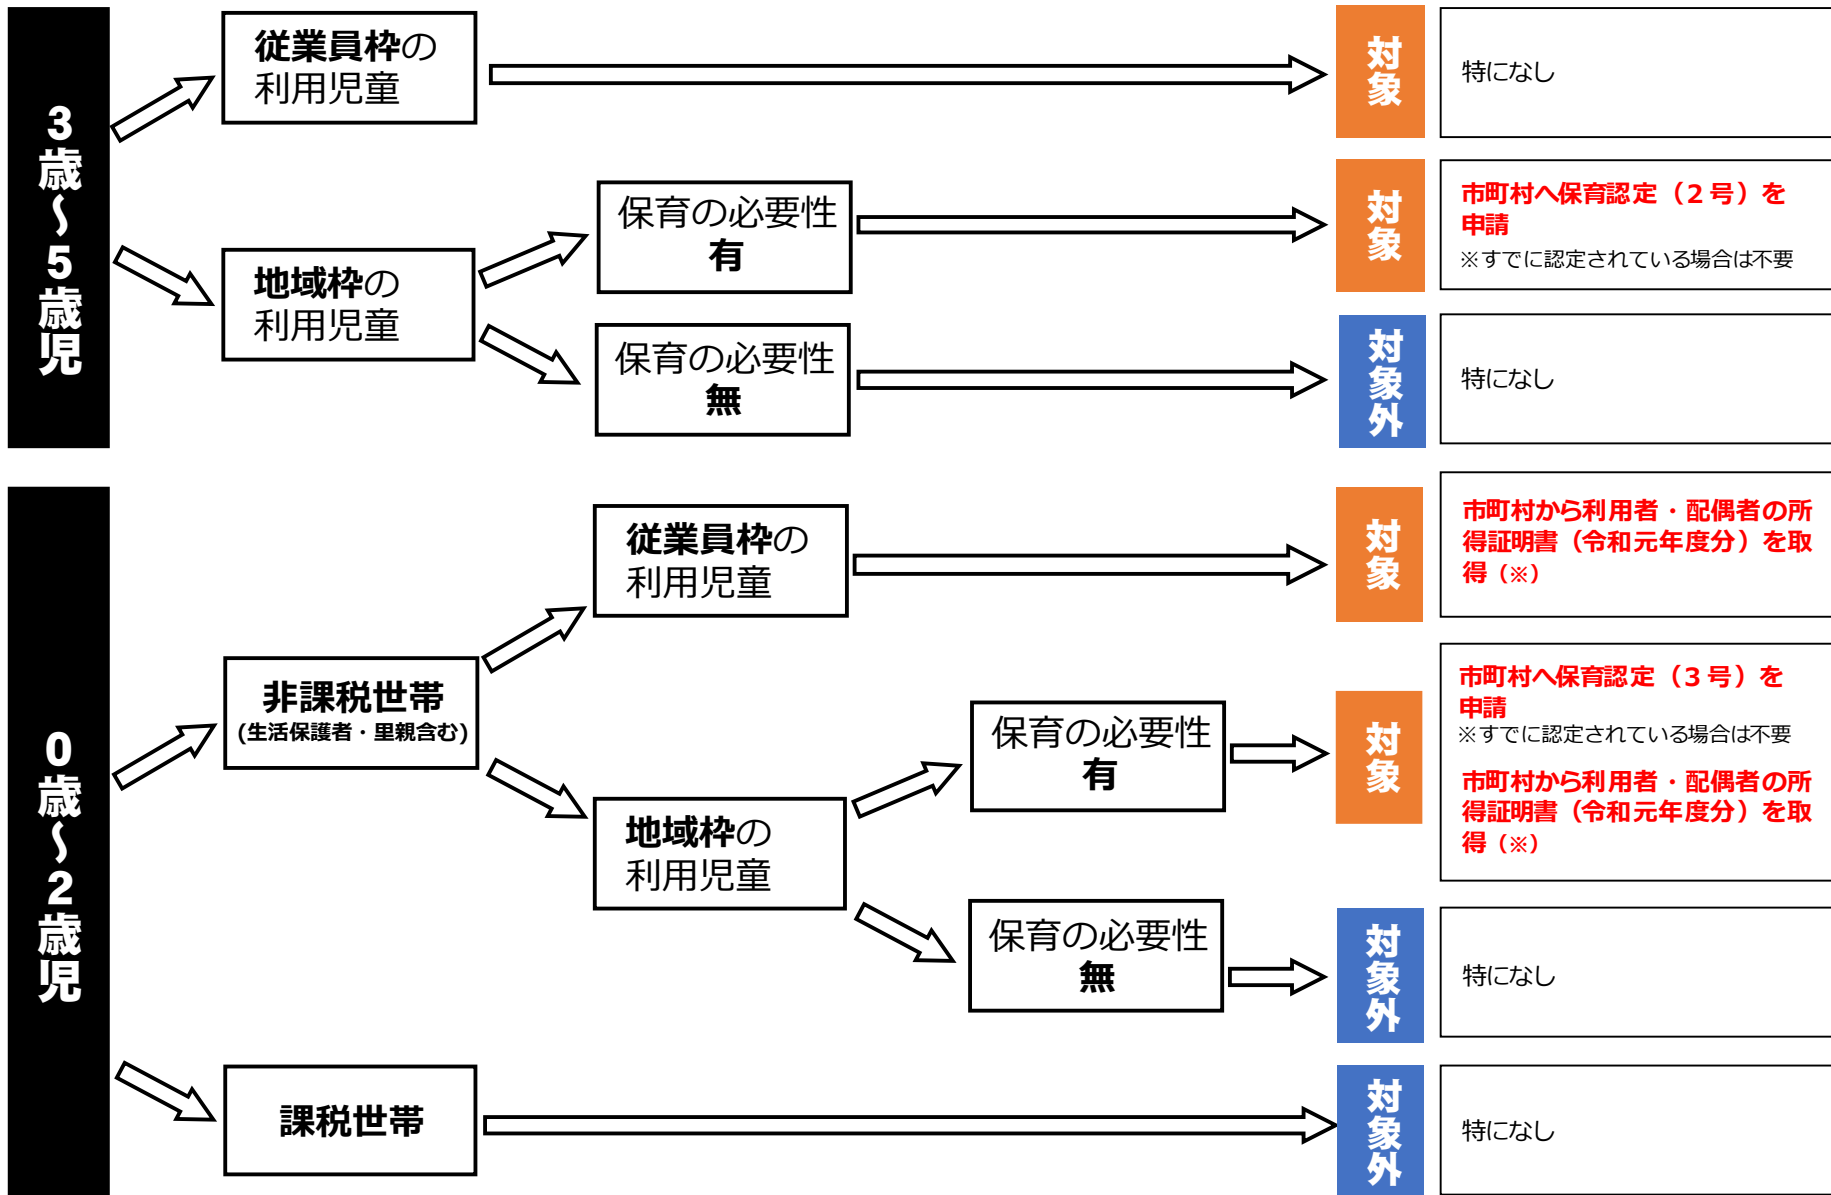 3歳～5歳児
従業員枠の
利用児童
対象
特になし
地域枠の
利用児童
保育の必要性
有
対象
市町村へ保育認定（2号）を
申請
※すでに認定されている場合は不要
保育の必要性
無
対象外
特になし
0歳～2歳児
非課税世帯
(生活保護者・里親含む)
従業員枠の
利用児童
対象
市町村から利用者・配偶者の所
得証明書（令和元年度分）を取
得（※）
地域枠の
利用児童
保育の必要性
有
対象
市町村へ保育認定（3号）を
申請
※すでに認定されている場合は不要
市町村から利用者・配偶者の所
得証明書（令和元年度分）を取
得（※）
保育の必要性
無
対象外
特になし
課税世帯
対象外
特になし